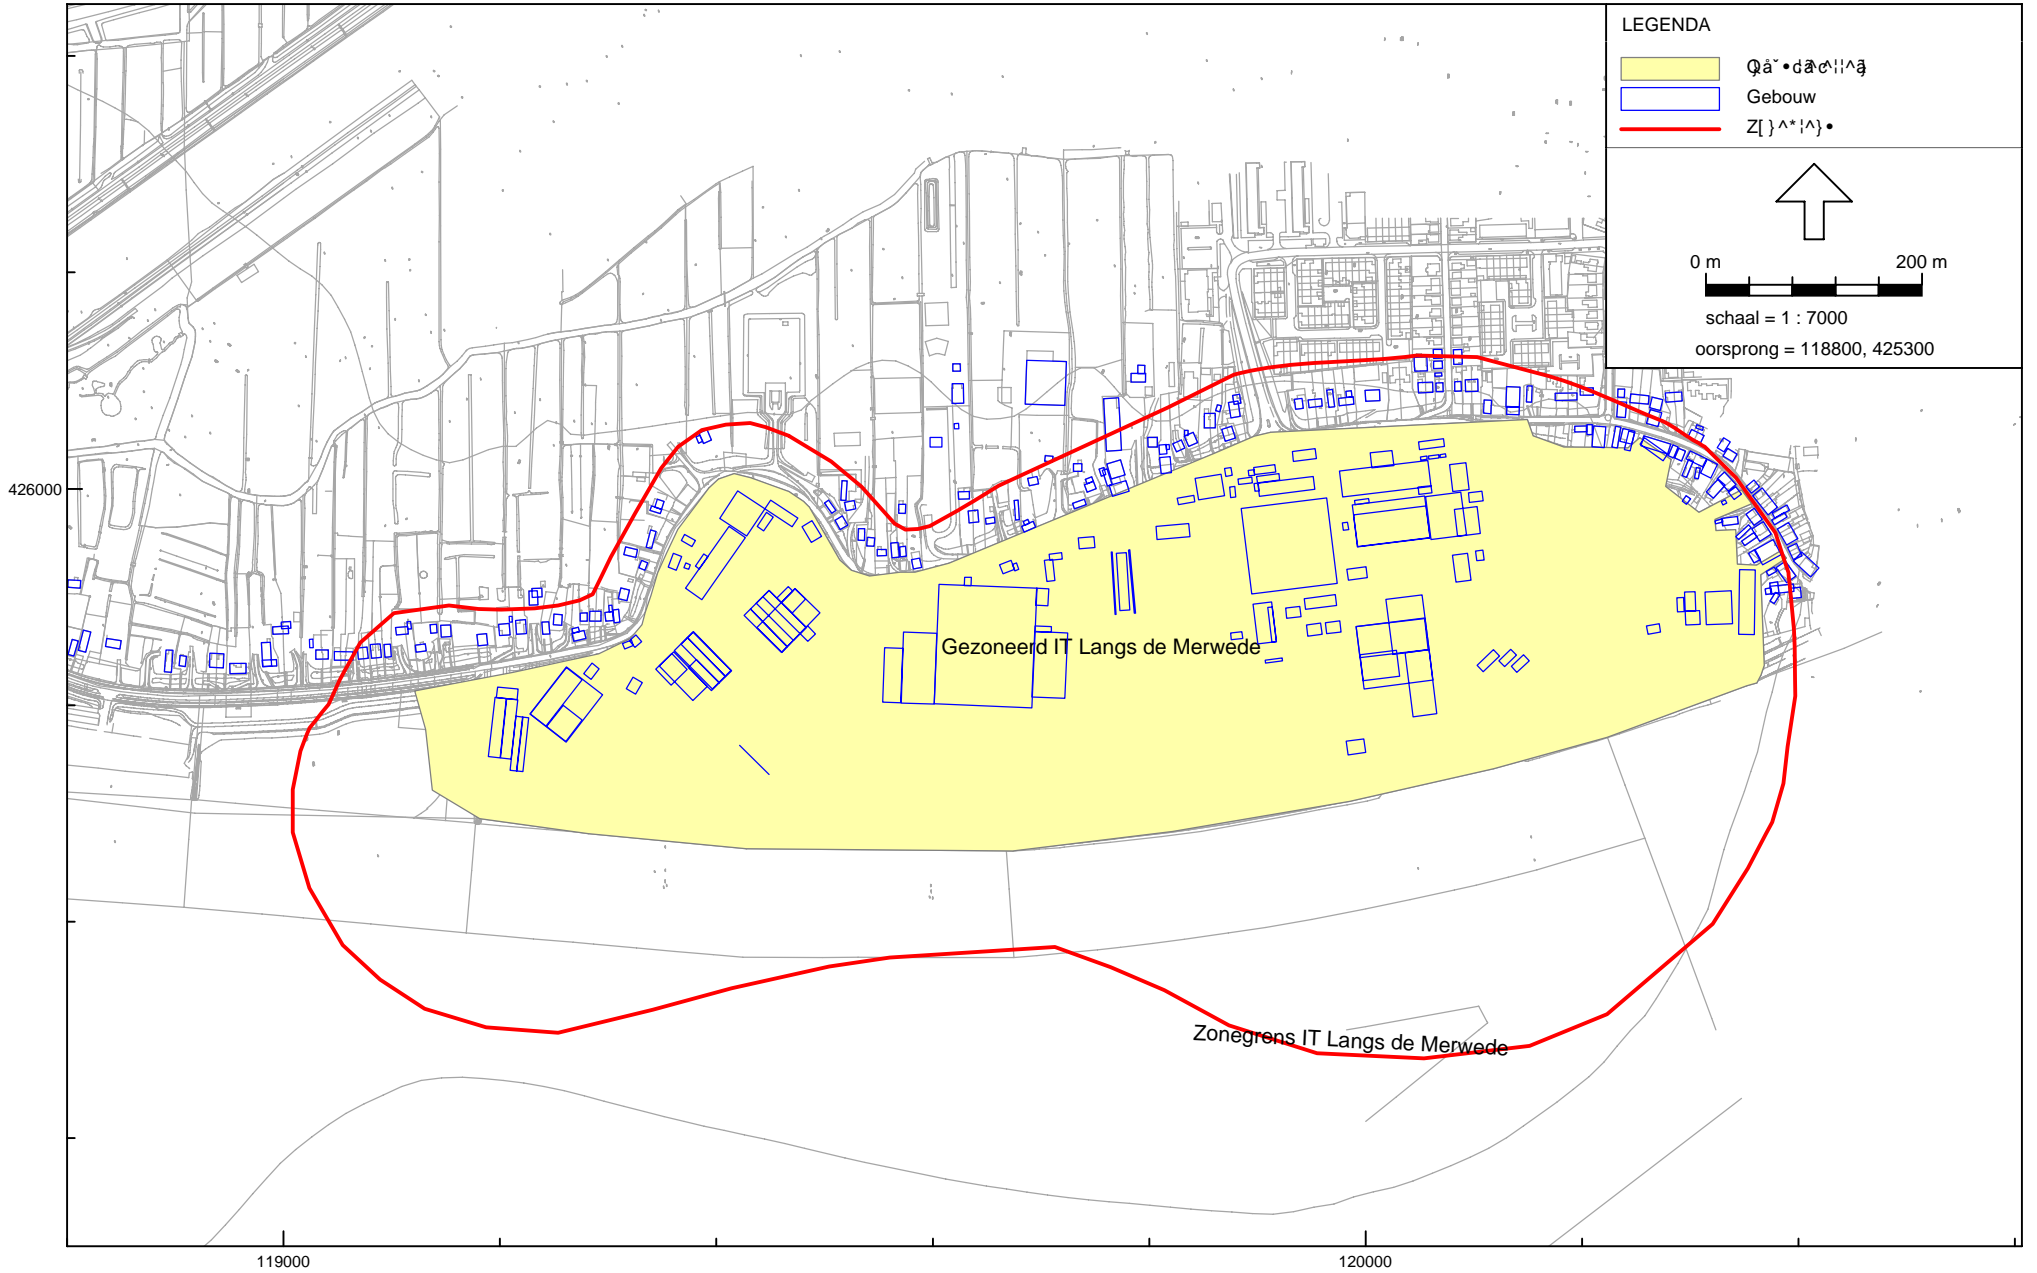 LEGENDA
Gebouw
0 m 200 m
schaal = 1 : 7000
oorsprong = 118800, 425300
426000
Gezoneerd IT Langs de Merwede
Zonegrens IT Langs de Merwede
119000 120000